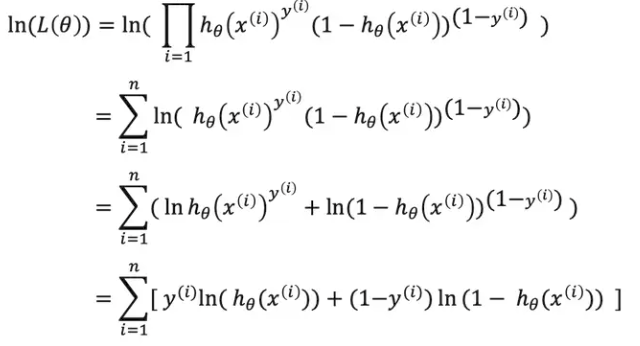 ln(L(θ)) = ln( ∏_{i=1} h_θ(x^{(i)})^{y^{(i)}} (1 − h_θ(x^{(i)}))^{(1−y^{(i)})} )
= ∑_{i=1}^{n} ln( h_θ(x^{(i)})^{y^{(i)}} (1 − h_θ(x^{(i)}))^{(1−y^{(i)})})
= ∑_{i=1}^{n} ( ln h_θ(x^{(i)})^{y^{(i)}} + ln(1 − h_θ(x^{(i)}))^{(1−y^{(i)})} )
= ∑_{i=1}^{n} [ y^{(i)}ln( h_θ(x^{(i)})) + (1−y^{(i)}) ln (1 − h_θ(x^{(i)})) ]